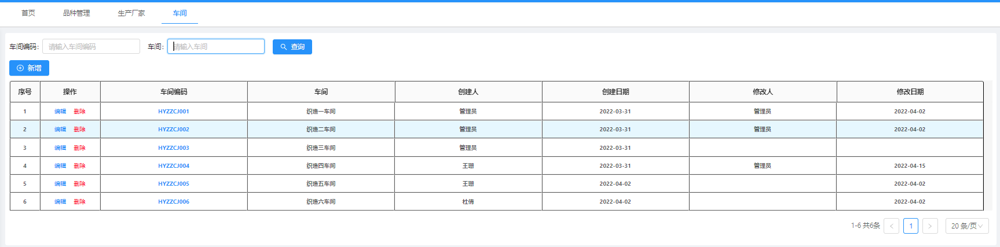 首页 品种管理 生产厂家 车间
车间编码: 请输入车间编码 车间: 请输入车间 查询
新增
序号 操作 车间编码 车间 创建人 创建日期 修改人 修改日期
1 编辑 删除 HYZZCJ001 织造一车间 管理员 2022-03-31 管理员 2022-04-02
2 编辑 删除 HYZZCJ002 织造二车间 管理员 2022-03-31 管理员 2022-04-02
3 编辑 删除 HYZZCJ003 织造三车间 管理员 2022-03-31
4 编辑 删除 HYZZCJ004 织造四车间 王珊 2022-03-31 管理员 2022-04-15
5 编辑 删除 HYZZCJ005 织造五车间 王珊 2022-04-02 2022-04-02
6 编辑 删除 HYZZCJ006 织造六车间 杜倩 2022-04-02 2022-04-02
1-6 共6条 1 20 条/页